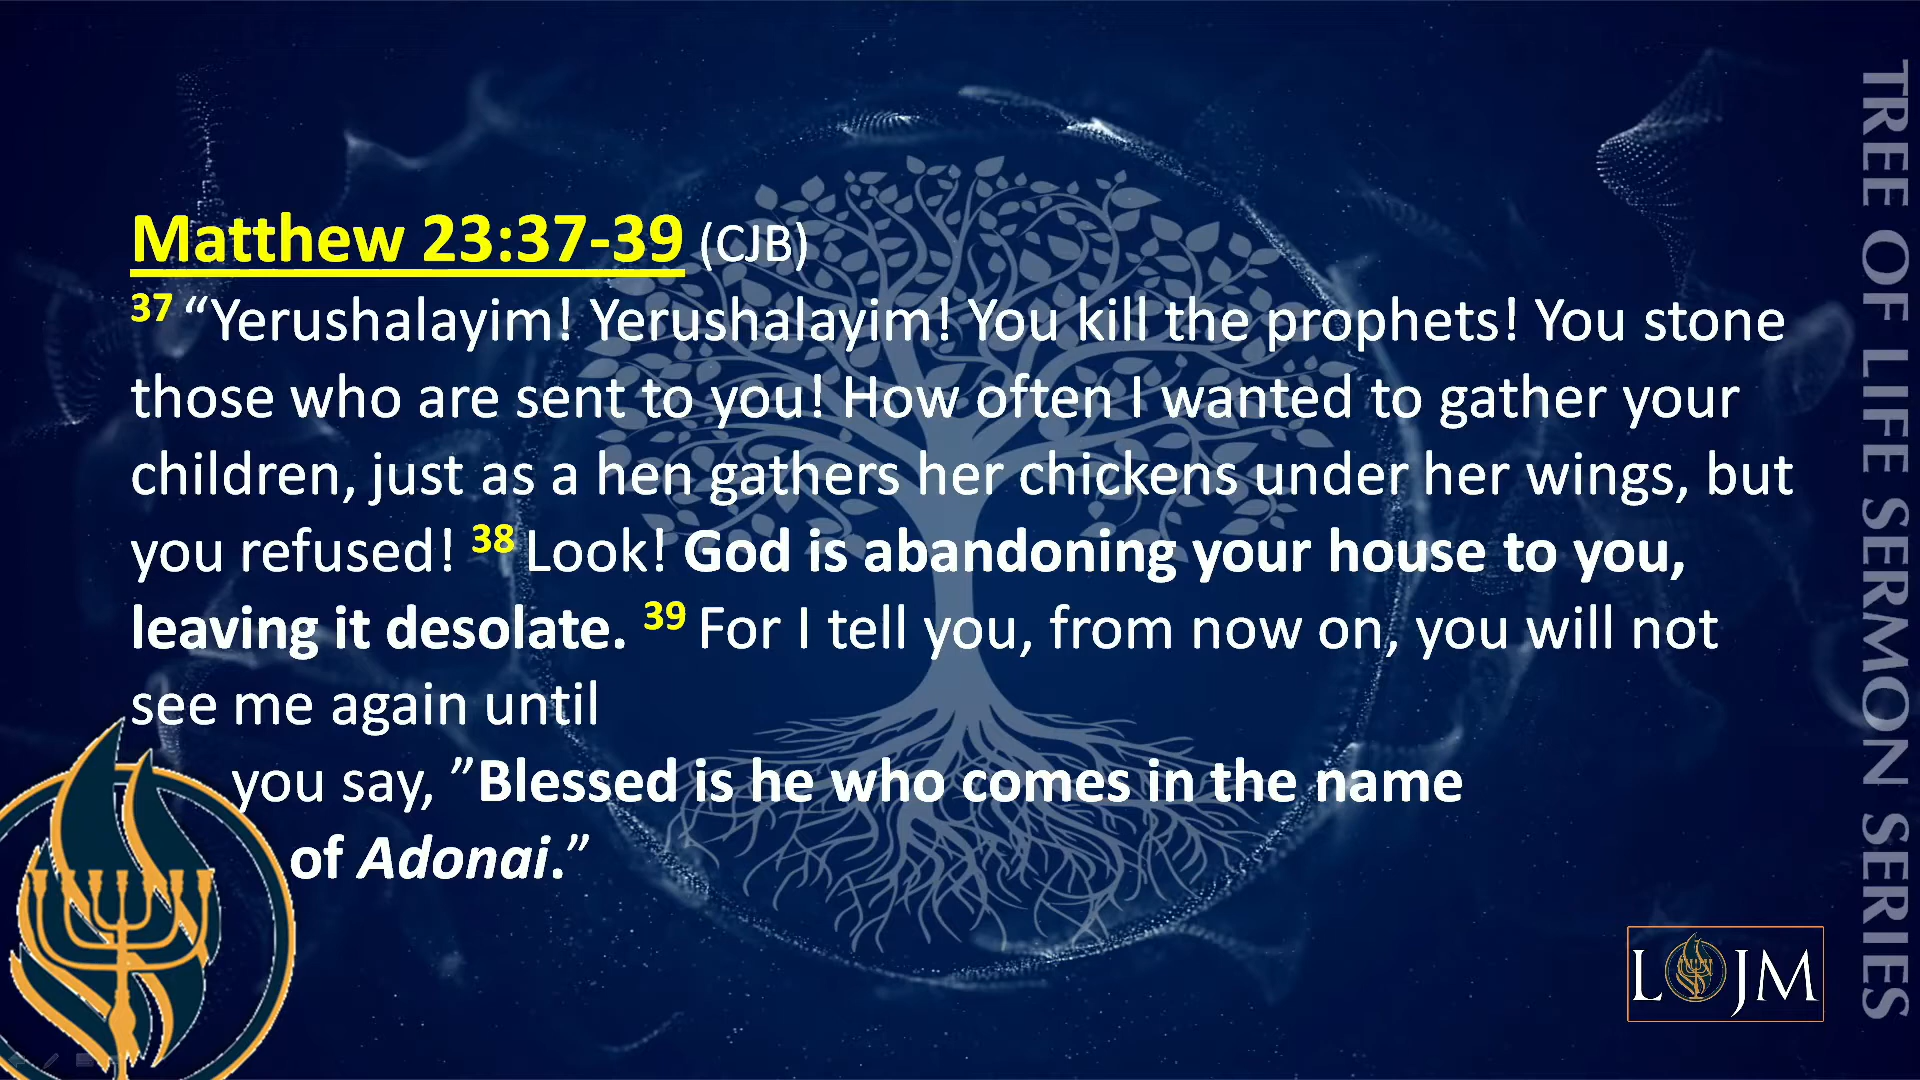 Matthew 23:37-39 (CJB)
37 “Yerushalayim! Yerushalayim! You kill the prophets! You stone
those who are sent to you! How often I wanted to gather your
children, just as a hen gathers her chickens under her wings, but
you refused! 38 Look! God is abandoning your house to you,
leaving it desolate. 39 For I tell you, from now on, you will not
see me again until
you say, ”Blessed is he who comes in the name
of Adonai.”
L JM
TREE OF LIFE SERMON SERIES